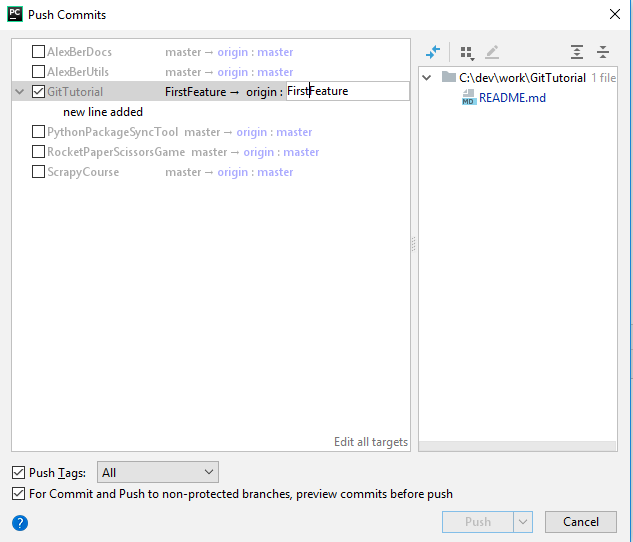 PC Push Commits
AlexBerDocs master → origin : master
AlexBerUtils master → origin : master
GitTutorial FirstFeature → origin : FirstFeature
new line added
PythonPackageSyncTool master → origin : master
RocketPaperScissorsGame master → origin : master
ScrapyCourse master → origin : master
Edit all targets
C:\dev\work\GitTutorial 1 file
MD README.md
Push Tags: All
For Commit and Push to non-protected branches, preview commits before push
? Push Cancel